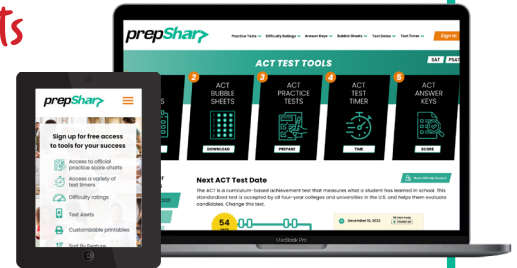 ts
prepSharp
Sign up for free access
to tools for your success
Access to official
practice score charts
Access a variety of
test timers
Difficulty ratings
Test Alerts
Customizable printables
Sort By Feature
prepSharp
Practice Tests
Difficulty Ratings
Answer Keys
Bubble Sheets
Test Dates
Test Timer
Sign In
ACT TEST TOOLS
SAT
PSAT
S
2
ACT
BUBBLE
SHEETS
DOWNLOAD
3
ACT
PRACTICE
TESTS
PREPARE
4
ACT
TEST
TIMER
TIME
5
ACT
ANSWER
KEYS
SCORE
Next ACT Test Date
The ACT is a curriculum-based achievement test that measures what a student has learned in school. This
standardized test is accepted by all four-year colleges and universities in the U.S. and helps them evaluate
candidates. Change this text.
54
December 10, 2022
MacBook Pro